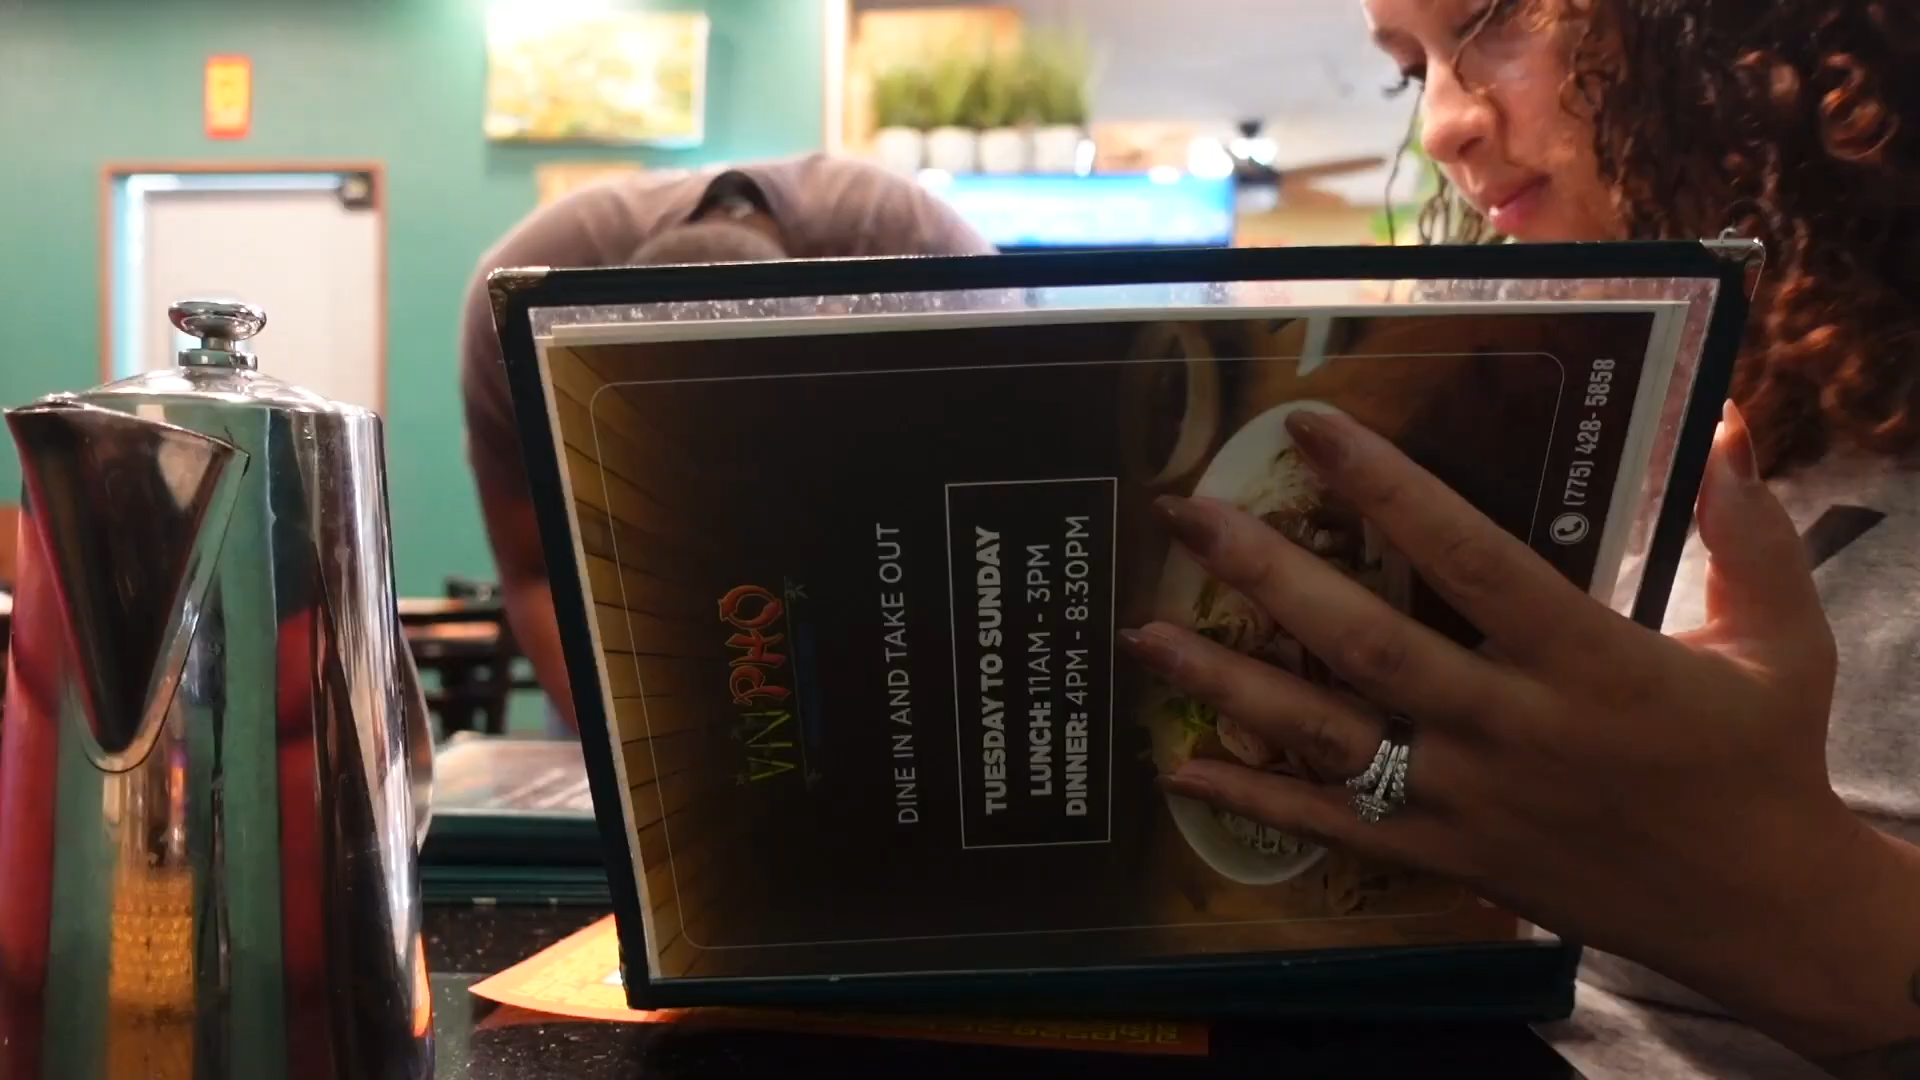 VN PHO
DINE IN AND TAKE OUT
TUESDAY TO SUNDAY
LUNCH: 11AM - 3PM
DINNER: 4PM - 8:30PM
(775) 428- 5858